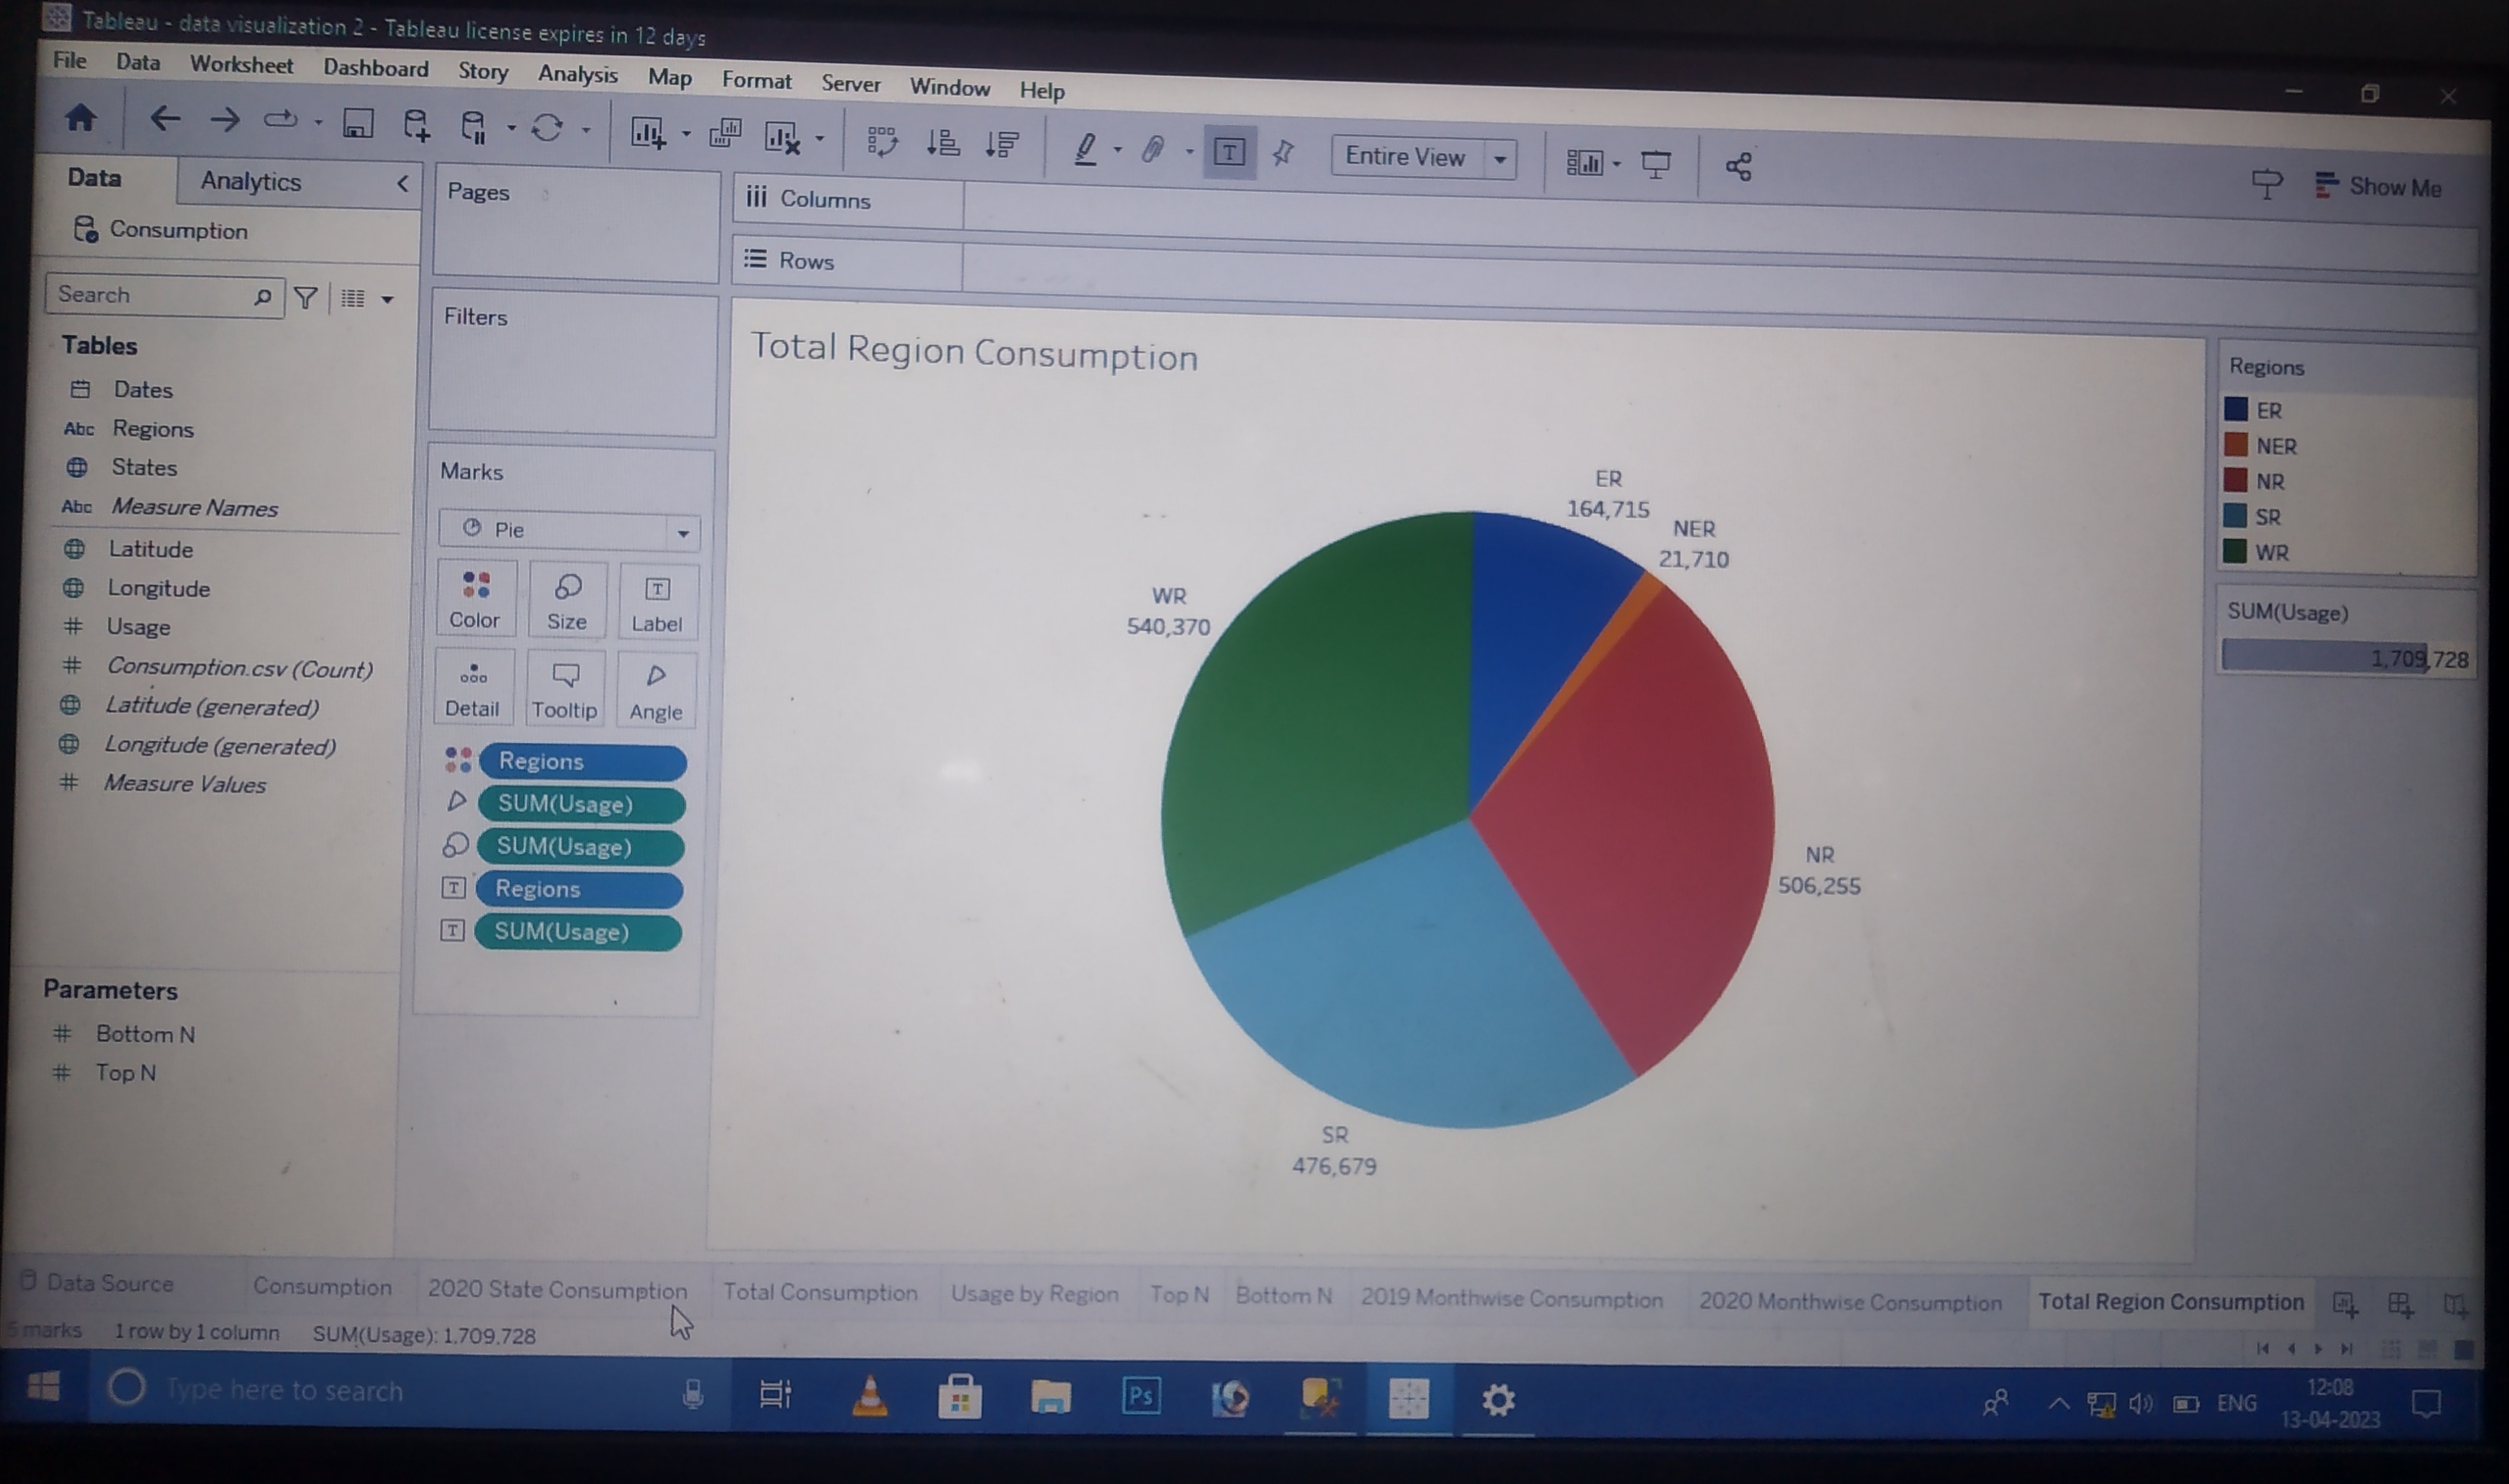 Tableau - data visualization 2 - Tableau license expires in 12 days
File Data Worksheet Dashboard Story Analysis Map Format Server Window Help
Entire View
Show Me
Data Analytics
Consumption
Search
Tables
Dates
Abc Regions
States
Abc Measure Names
Latitude
Longitude
# Usage
# Consumption.csv (Count)
Latitude (generated)
Longitude (generated)
# Measure Values
Parameters
# Bottom N
# Top N
Pages
Filters
Marks
Pie
Color Size T Label
Detail Tooltip Angle
Regions
SUM(Usage)
SUM(Usage)
T Regions
T SUM(Usage)
iii Columns
Rows
Total Region Consumption
ER
164,715
NER
21,710
WR
540,370
NR
506,255
SR
476,679
Regions
ER
NER
NR
SR
WR
SUM(Usage)
1,709,728
Data Source Consumption 2020 State Consumption Total Consumption Usage by Region Top N Bottom N 2019 Monthwise Consumption 2020 Monthwise Consumption Total Region Consumption
5 marks 1 row by 1 column SUM(Usage): 1,709,728
Type here to search
Ps
ENG
12:08
13-04-2023